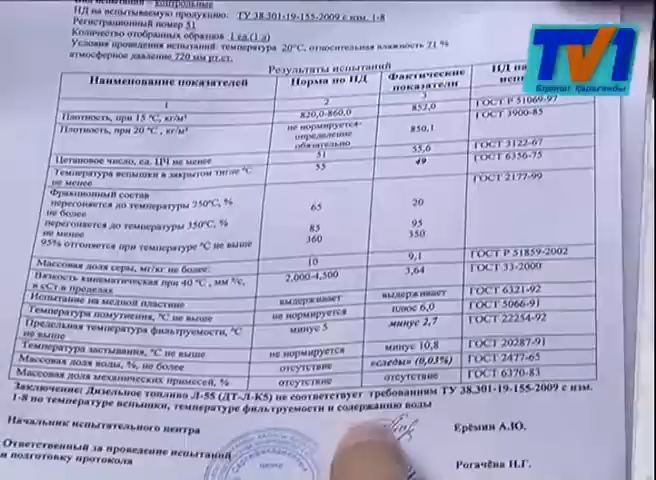 контрольные
НД на испытываемую продукцию: ТУ 38.301-19-155-2009 с изм. 1-8
Регистрационный номер 51
Количество отобранных образцов 1 ед.(1 л)
Условия проведения испытаний: температура 20°C, относительная влажность 71 %
атмосферное давление 720 мм рт.ст.
TV1
Бірінші Қарағанды
Результаты испытаний
Наименование показателей Норма по НД Фактические показатели НД на
1 2 3
Плотность, при 15 °C, кг/м³ 820,0-860,0 852,0 ГОСТ Р 51069-97
Плотность, при 20°C , кг/м³ не нормируется- определение обязательно 850,1 ГОСТ 3900-85
Цетановое число, ед. ЦЧ не менее 51 55,6 ГОСТ 3122-67
Температура вспышки в закрытом тигле °C не менее 55 49 ГОСТ 6356-75
Фракционный состав ГОСТ 2177-99
перегоняется до температуры 250°C, % не более 65 20
перегоняется до температуры 350°C, % не менее 85 95
95% отгоняется при температуре °C не выше 360 350
Массовая доля серы, мг/кг не более 10 9,1 ГОСТ Р 51859-2002
Вязкость кинематическая при 40 °C , мм ²/с, в сСт в пределах 2,000-4,500 3,64 ГОСТ 33-2000
Испытание на медной пластине выдерживает выдерживает ГОСТ 6321-92
Температура помутнения, °C не выше не нормируется плюс 6,0 ГОСТ 5066-91
Предельная температура фильтруемости, °C не выше минус 5 минус 2,7 ГОСТ 22254-92
Температура застывания, °C не выше не нормируется минус 10,8 ГОСТ 20287-91
Массовая доля воды, %, не более отсутствие «следы» (0,03%) ГОСТ 2477-65
Массовая доля механических примесей, % отсутствие отсутствие ГОСТ 6370-83
Заключение: Дизельное топливо Л-55 (ДТ-Л-К5) не соответствует требованиям ТУ 38.301-19-155-2009 с изм.
1-8 по температуре вспышки, температуре фильтруемости и содержанию воды
Начальник испытательного центра Ерёмин А.Ю.
Ответственный за проведение испытаний
и подготовку протокола Рогачёва Н.Г.